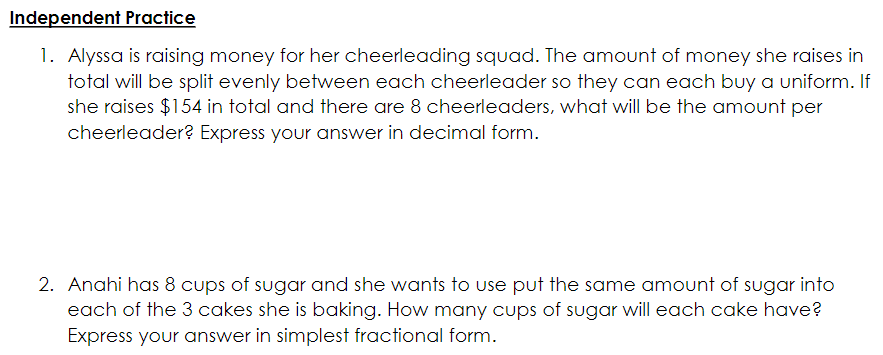 Independent Practice
1. Alyssa is raising money for her cheerleading squad. The amount of money she raises in
total will be split evenly between each cheerleader so they can each buy a uniform. If
she raises $154 in total and there are 8 cheerleaders, what will be the amount per
cheerleader? Express your answer in decimal form.
2. Anahi has 8 cups of sugar and she wants to use put the same amount of sugar into
each of the 3 cakes she is baking. How many cups of sugar will each cake have?
Express your answer in simplest fractional form.